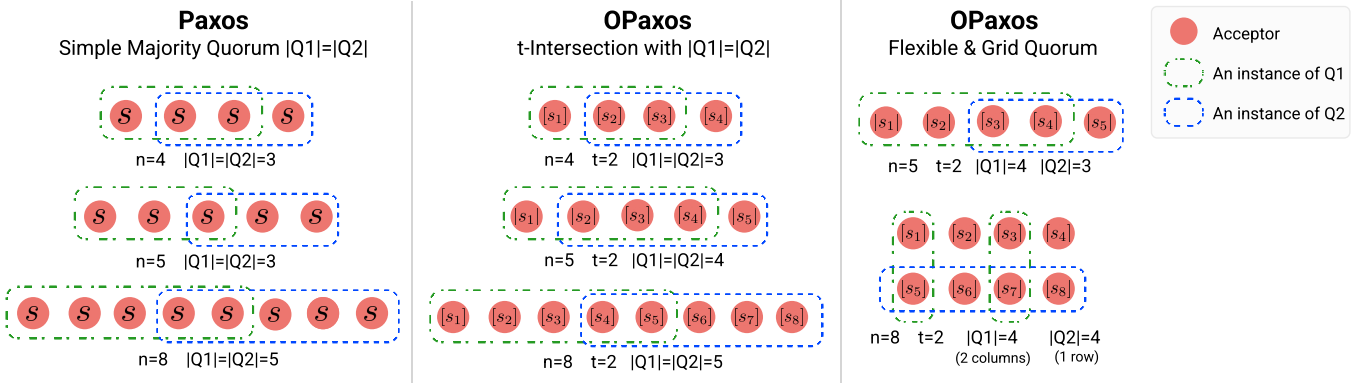 Paxos
Simple Majority Quorum |Q1|=|Q2|
s s s s
n=4 |Q1|=|Q2|=3
s s s s s
n=5 |Q1|=|Q2|=3
s s s s s s s s
n=8 |Q1|=|Q2|=5
OPaxos
t-Intersection with |Q1|=|Q2|
[s1] [s2] [s3] [s4]
n=4 t=2 |Q1|=|Q2|=3
[s1] [s2] [s3] [s4] [s5]
n=5 t=2 |Q1|=|Q2|=4
[s1] [s2] [s3] [s4] [s5] [s6] [s7] [s8]
n=8 t=2 |Q1|=|Q2|=5
OPaxos
Flexible & Grid Quorum
[s1] [s2] [s3] [s4] [s5]
n=5 t=2 |Q1|=4 |Q2|=3
[s1] [s2] [s3] [s4]
[s5] [s6] [s7] [s8]
n=8 t=2 |Q1|=4 |Q2|=4
(2 columns) (1 row)
Acceptor
An instance of Q1
An instance of Q2